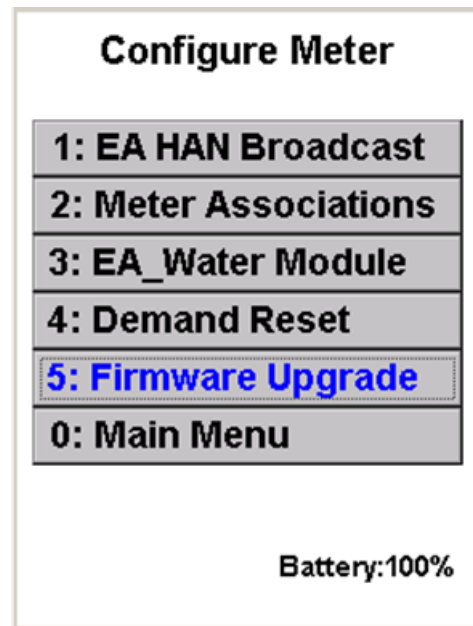 Configure Meter
1: EA HAN Broadcast
2: Meter Associations
3: EA_Water Module
4: Demand Reset
5: Firmware Upgrade
0: Main Menu
Battery:100%